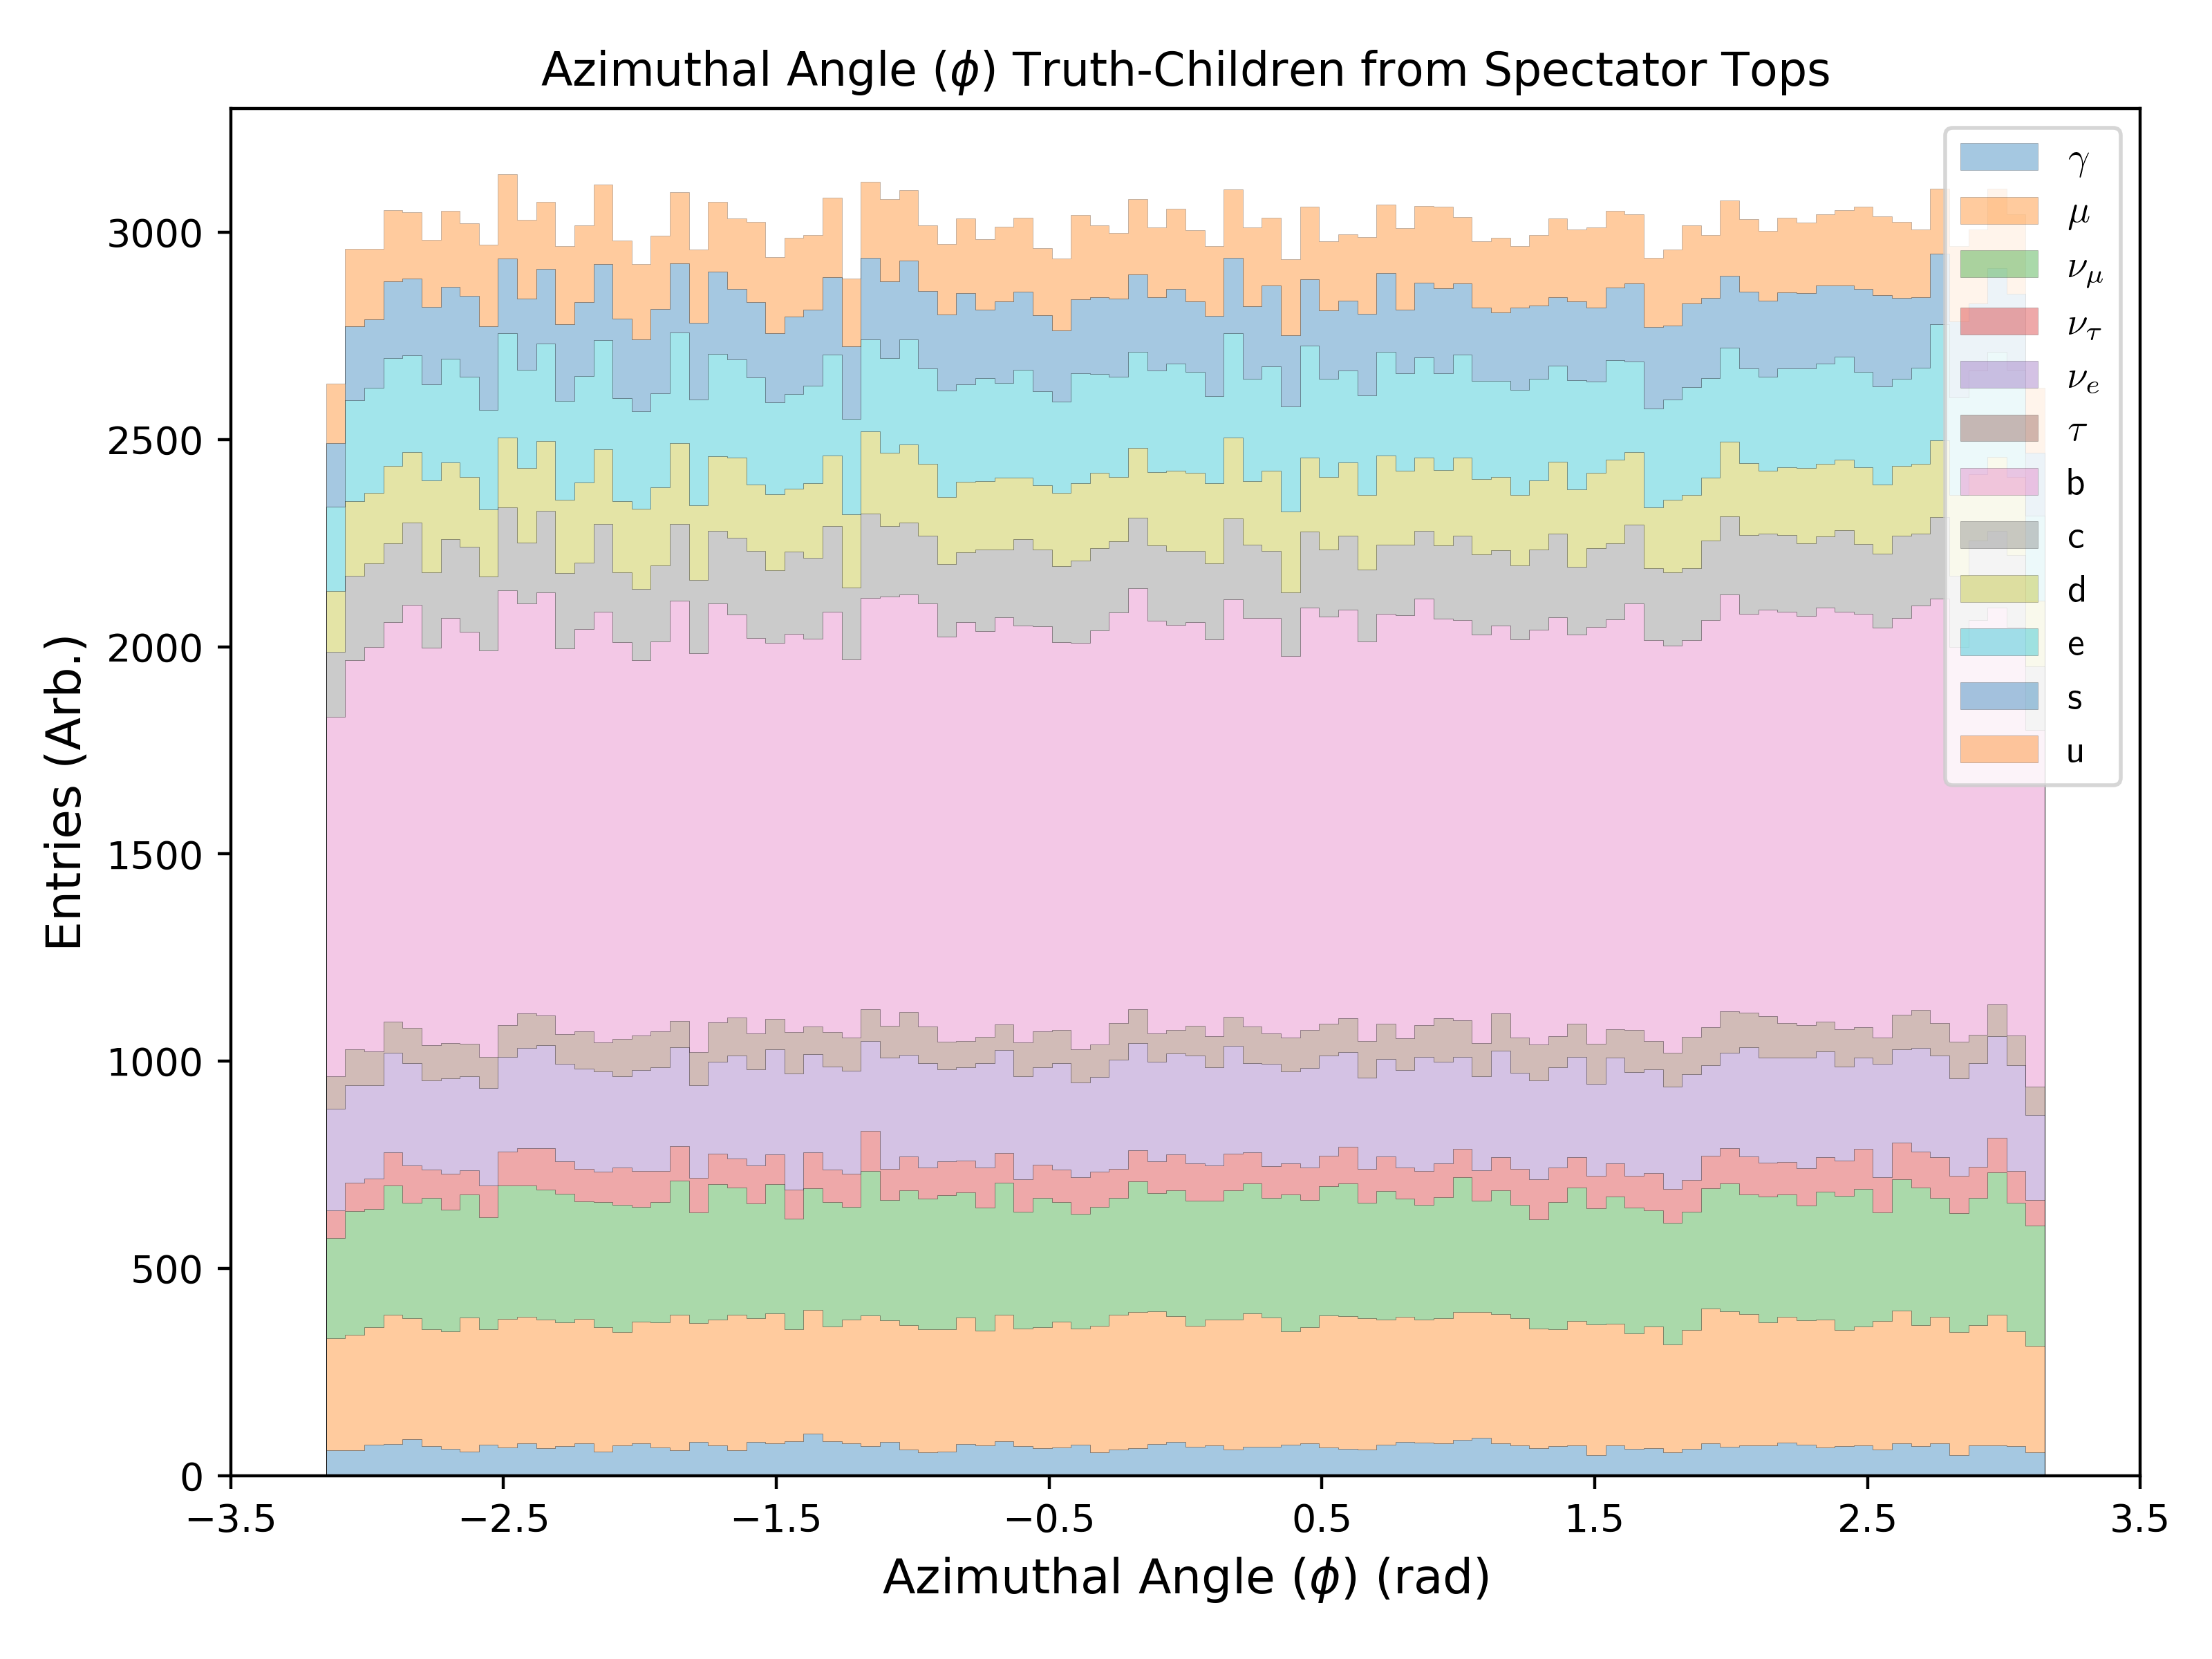 Azimuthal Angle (ϕ) Truth-Children from Spectator Tops
Entries (Arb.)
3000
2500
2000
1500
1000
500
0
−3.5
−2.5
−1.5
−0.5
0.5
1.5
2.5
3.5
Azimuthal Angle (ϕ) (rad)
γ
μ
ν_μ
ν_τ
ν_e
τ
b
c
d
e
s
u